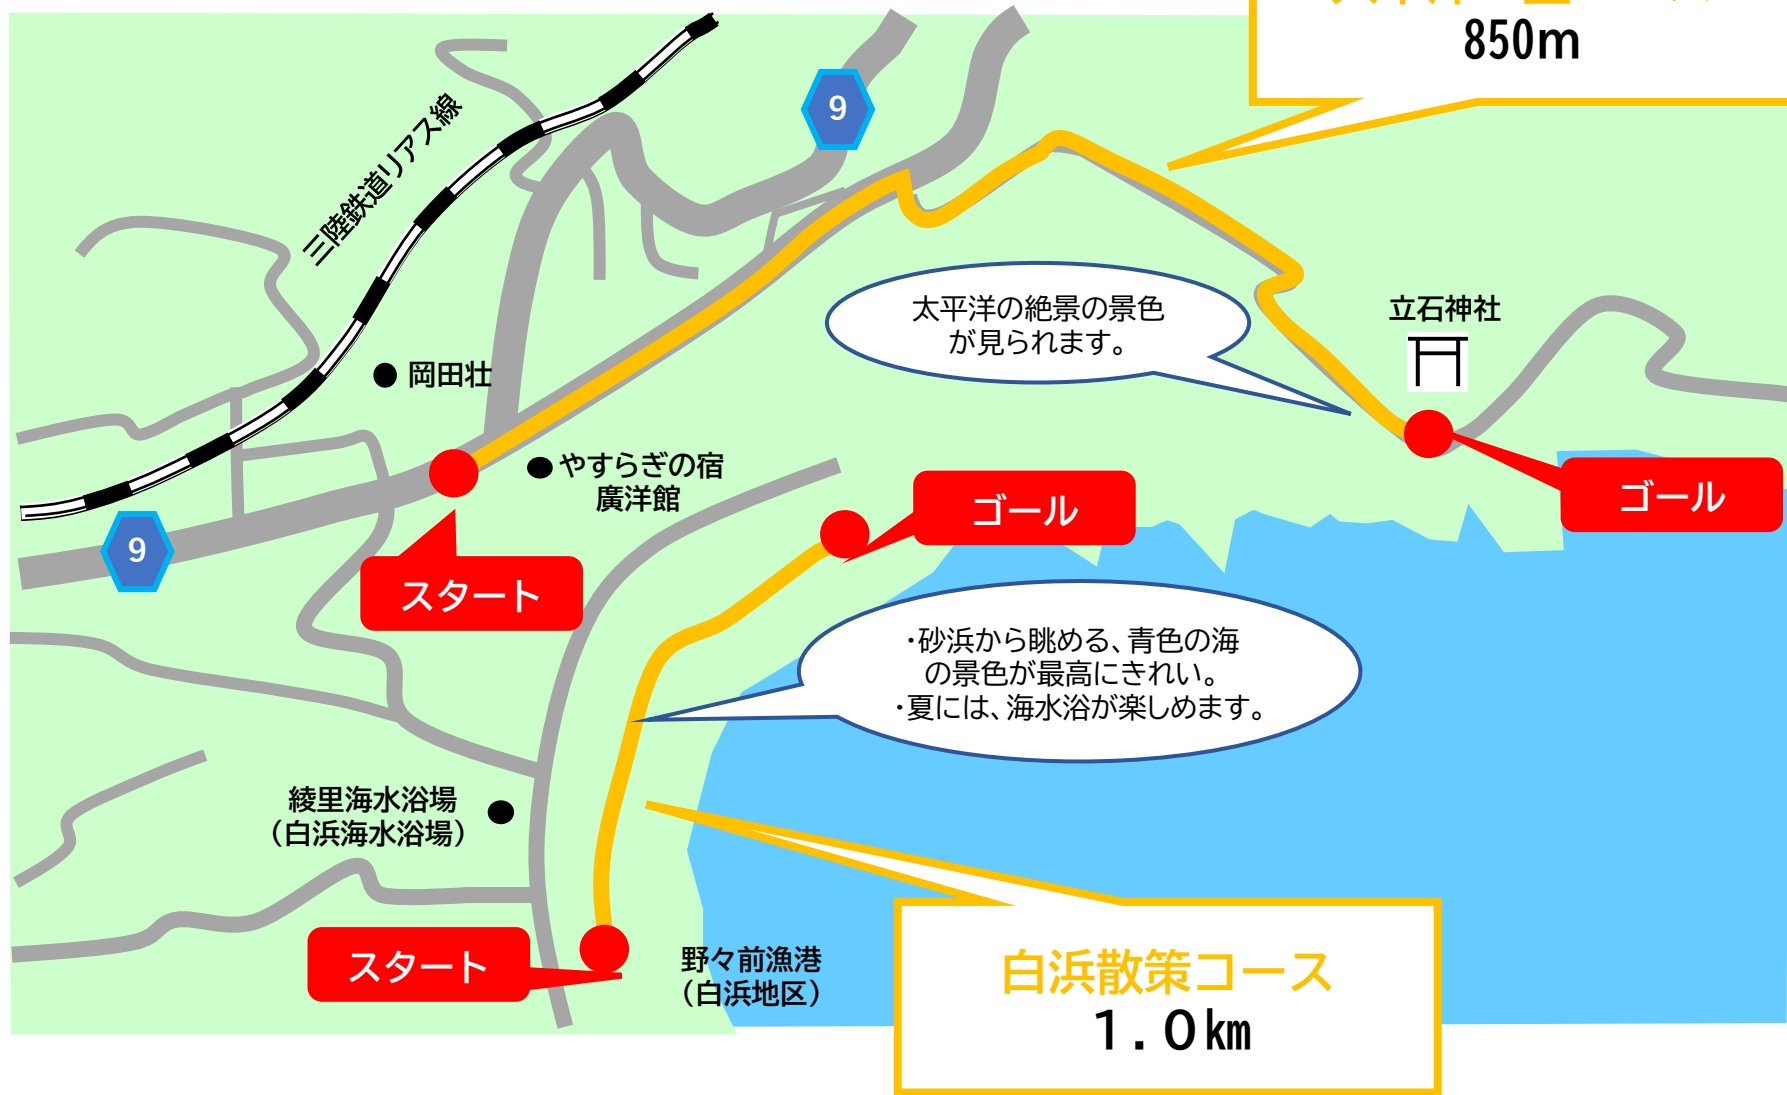 850m
9
三陸鉄道リアス線
太平洋の絶景の景色
が見られます。
立石神社
岡田壮
やすらぎの宿
廣洋館
ゴール
ゴール
9
スタート
・砂浜から眺める、青色の海
の景色が最高にきれい。
・夏には、海水浴が楽しめます。
綾里海水浴場
（白浜海水浴場）
スタート
野々前漁港
（白浜地区）
白浜散策コース
１.０㎞